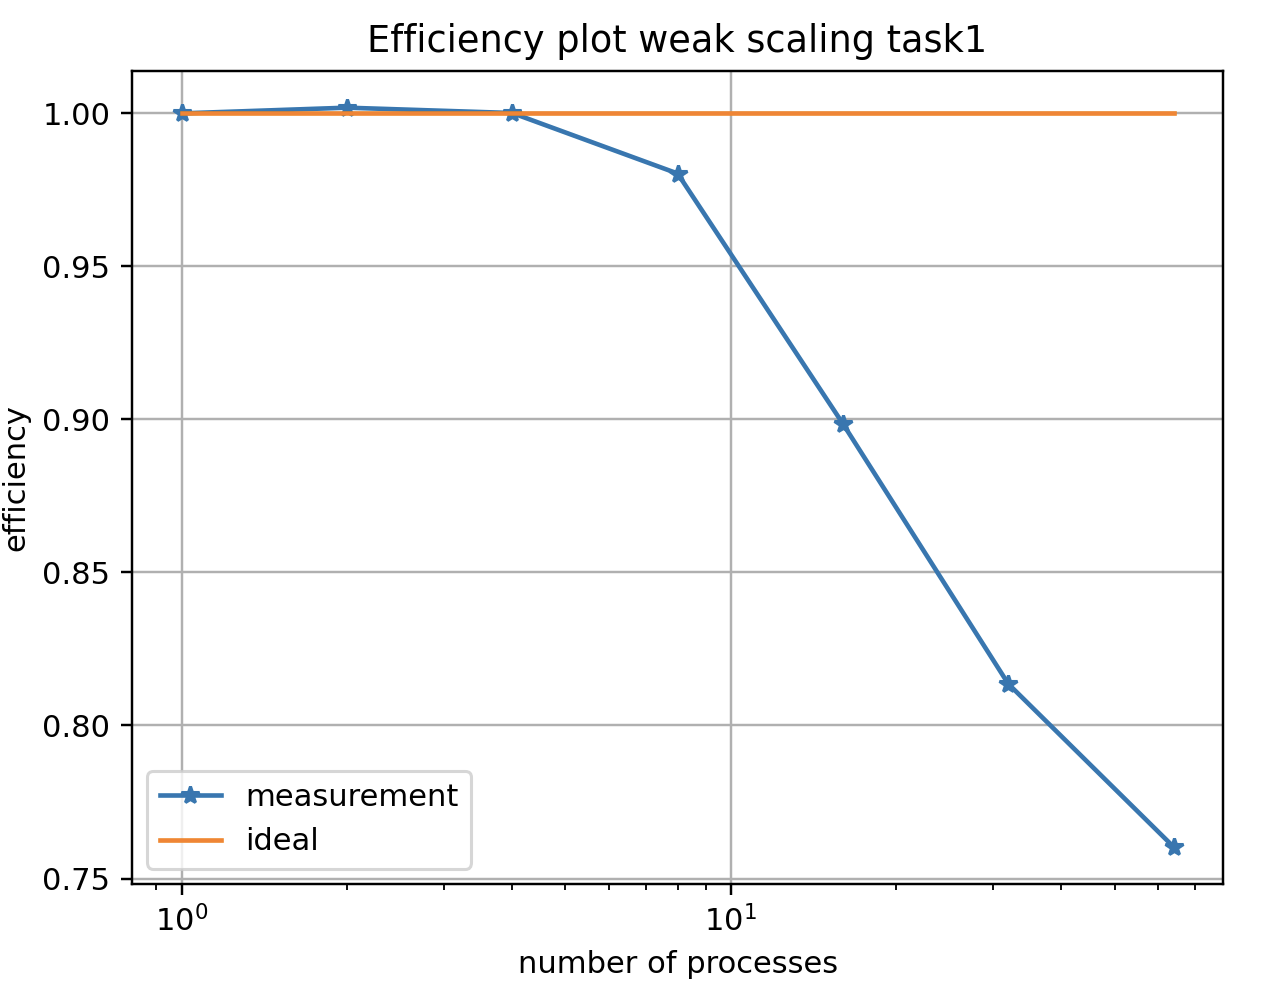 Efficiency plot weak scaling task1
1.00
0.95
0.90
0.85
0.80
0.75
efficiency
measurement
ideal
10⁰
10¹
number of processes